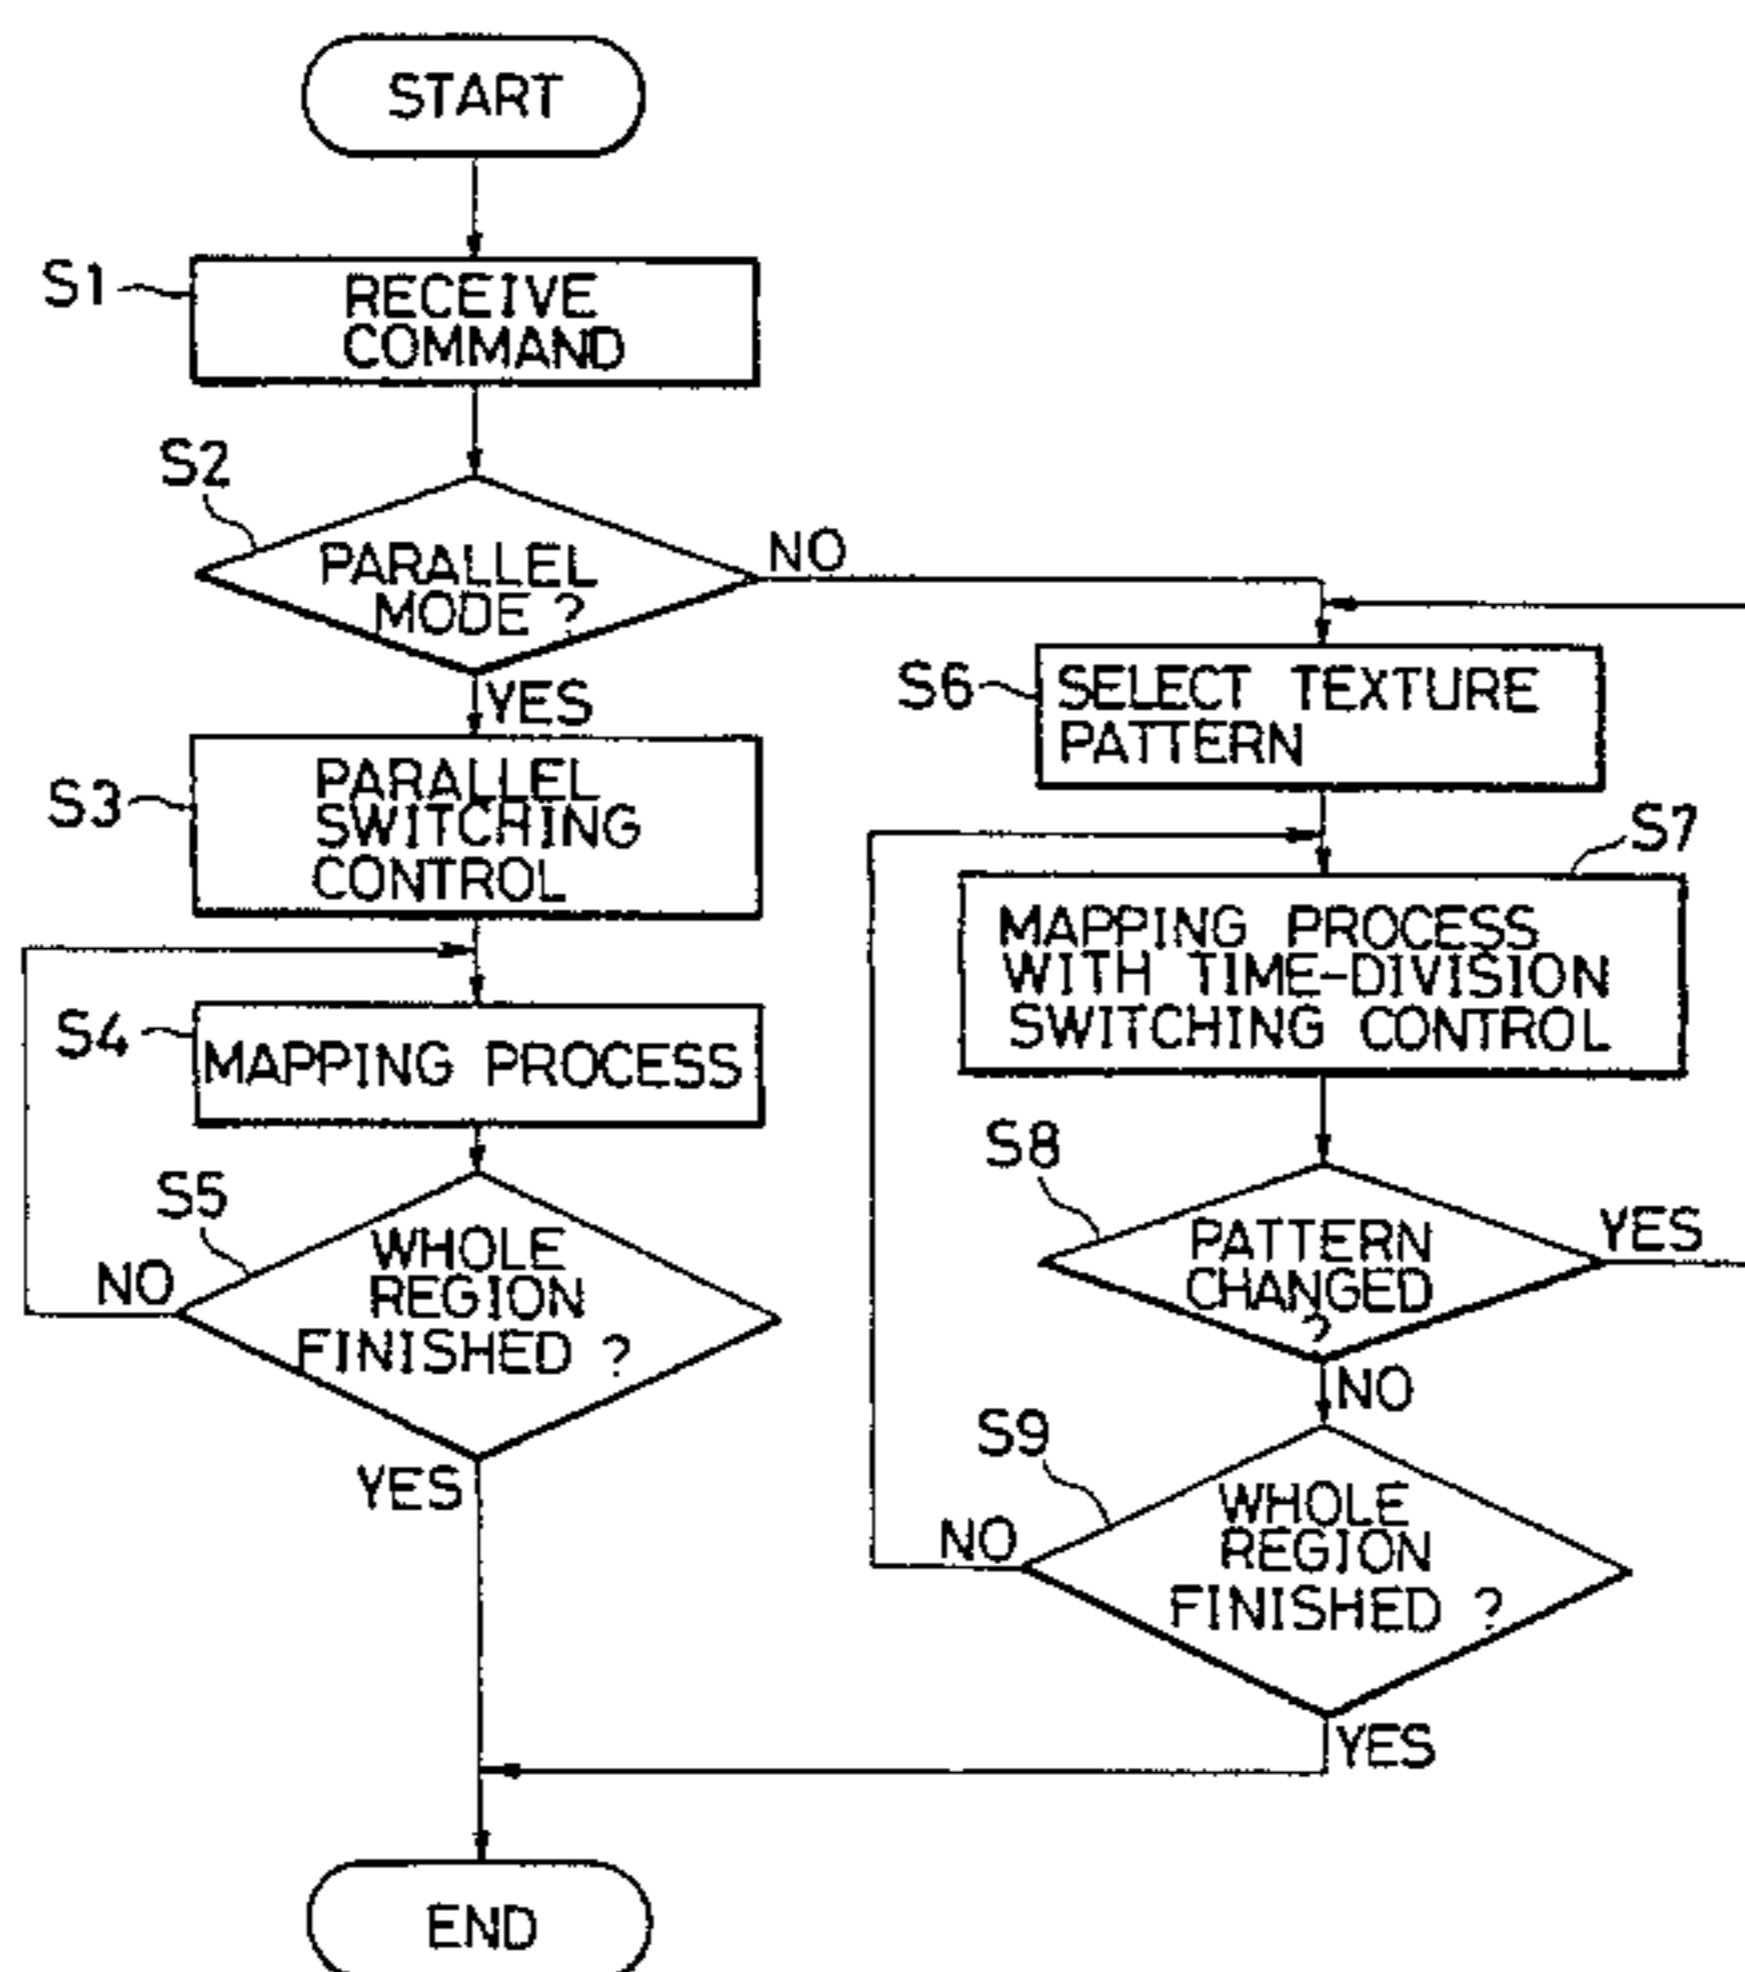 START
S1
RECEIVE
COMMAND
S2
PARALLEL
MODE ?
NO
YES
S3
PARALLEL
SWITCHING
CONTROL
S4
MAPPING PROCESS
S5
WHOLE
REGION
FINISHED ?
NO
YES
S6
SELECT TEXTURE
PATTERN
S7
MAPPING PROCESS
WITH TIME-DIVISION
SWITCHING CONTROL
S8
PATTERN
CHANGED
?
YES
NO
S9
WHOLE
REGION
FINISHED ?
NO
YES
END